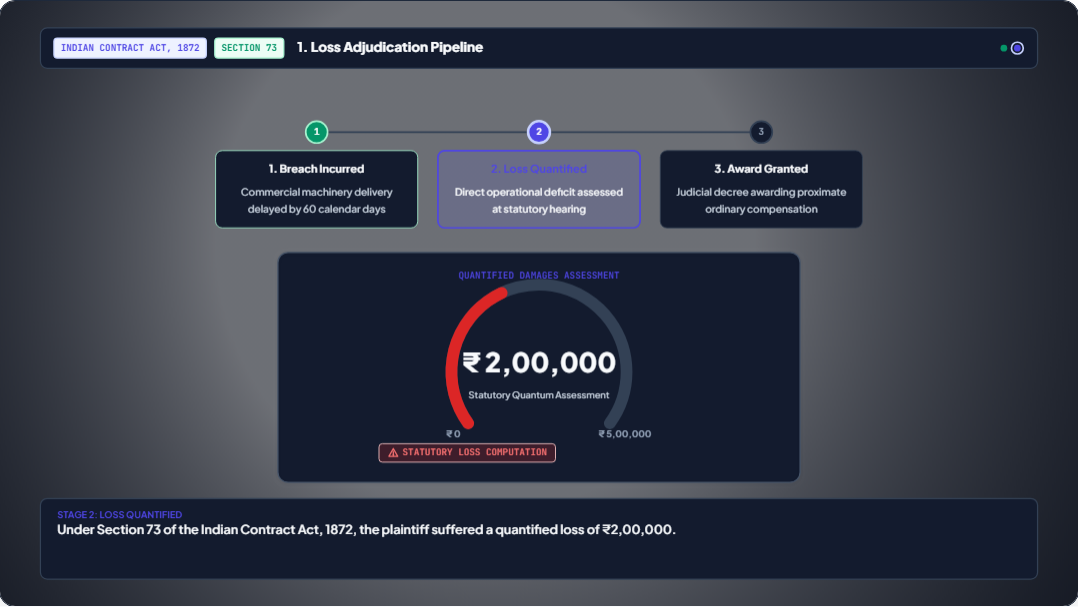 INDIAN CONTRACT ACT, 1872 SECTION 73 1. Loss Adjudication Pipeline
1 2 3
1. Breach Incurred
Commercial machinery delivery
delayed by 60 calendar days
2. Loss Quantified
Direct operational deficit assessed
at statutory hearing
3. Award Granted
Judicial decree awarding proximate
ordinary compensation
QUANTIFIED DAMAGES ASSESSMENT
₹2,00,000
Statutory Quantum Assessment
₹0 ₹5,00,000
STATUTORY LOSS COMPUTATION
STAGE 2: LOSS QUANTIFIED
Under Section 73 of the Indian Contract Act, 1872, the plaintiff suffered a quantified loss of ₹2,00,000.